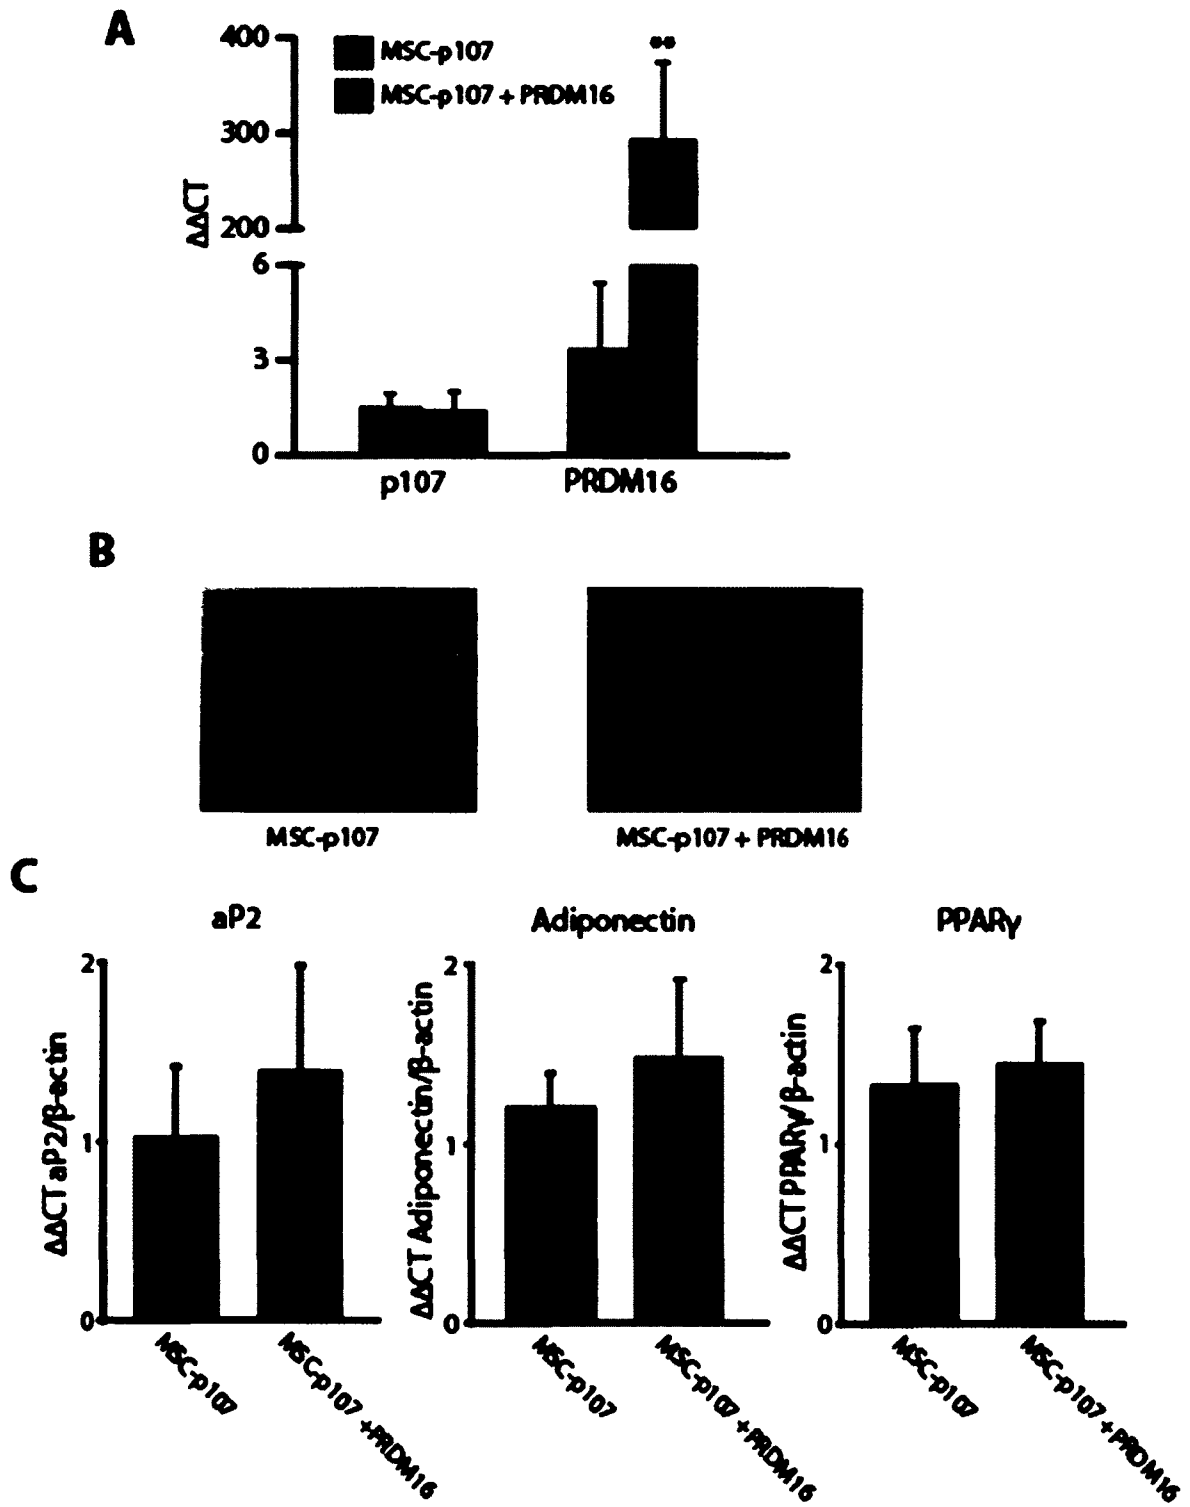 A
400
300
200
6
3
0
ΔΔCT
MSC-p107
MSC-p107 + PRDM16
**
p107
PRDM16
B
MSC-p107
MSC-p107 + PRDM16
C
aP2
2
1
0
ΔΔCT aP2/β-actin
MSC-p107
MSC-p107 +PRDM16
Adiponectin
2
1
0
ΔΔCT Adiponectin/β-actin
MSC-p107
MSC-p107 + PRDM16
PPARγ
2
1
0
ΔΔCT PPARγ/β-actin
MSC-p107
MSC-p107 + PRDM16